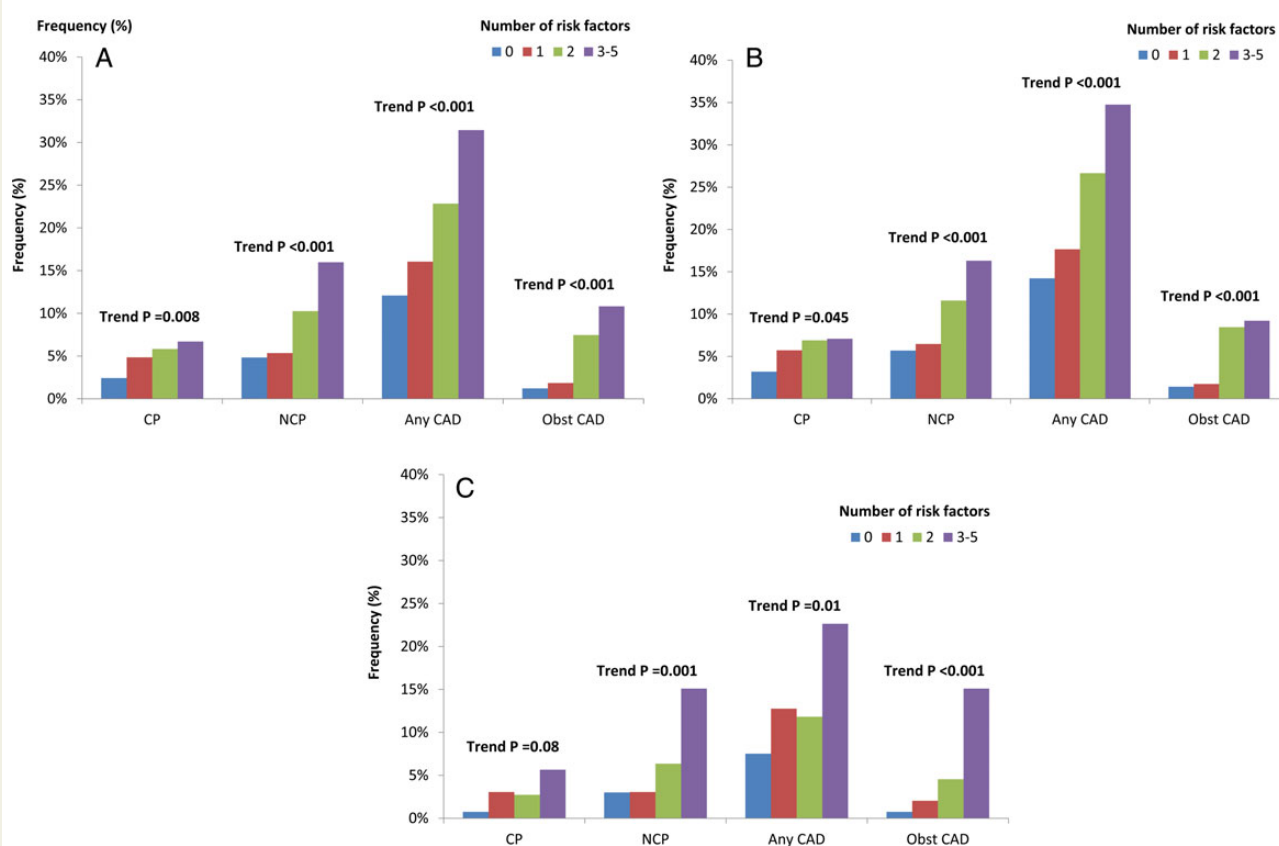 Frequency (%)
Number of risk factors
0 1 2 3-5
A
40%
35%
30%
25%
20%
15%
10%
5%
0%
Frequency (%)
Trend P =0.008
Trend P <0.001
Trend P <0.001
Trend P <0.001
CP NCP Any CAD Obst CAD
Number of risk factors
0 1 2 3-5
B
40%
35%
30%
25%
20%
15%
10%
5%
0%
Frequency (%)
Trend P =0.045
Trend P <0.001
Trend P <0.001
Trend P <0.001
CP NCP Any CAD Obst CAD
C
Number of risk factors
0 1 2 3-5
40%
35%
30%
25%
20%
15%
10%
5%
0%
Frequency (%)
Trend P =0.08
Trend P =0.001
Trend P =0.01
Trend P <0.001
CP NCP Any CAD Obst CAD